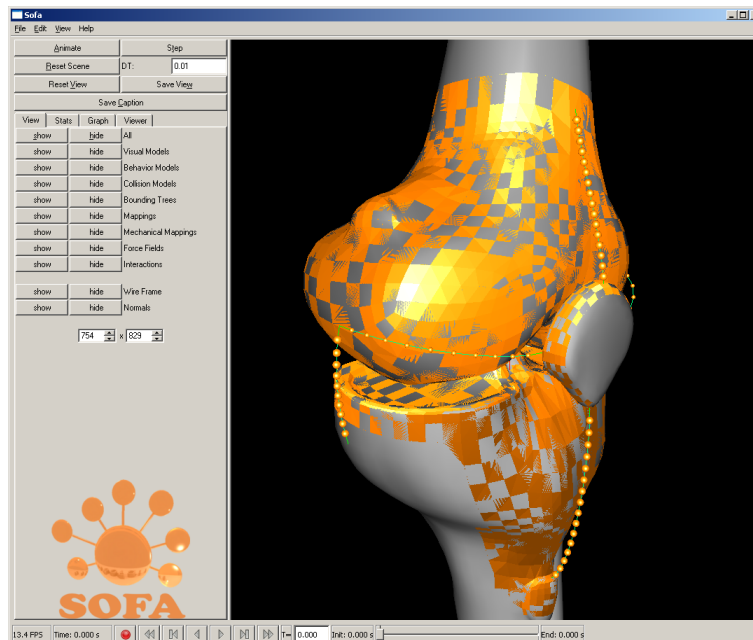 Sofa
File Edit View Help
Animate Step
Reset Scene DT: 0.01
Reset View Save View
Save Caption
View Stats Graph Viewer
show hide All
show hide Visual Models
show hide Behavior Models
show hide Collision Models
show hide Bounding Trees
show hide Mappings
show hide Mechanical Mappings
show hide Force Fields
show hide Interactions
show hide Wire Frame
show hide Normals
754 x 829
SOFA
13.4 FPS Time: 0.000 s T= 0.000 Init: 0.000 s End: 0.000 s